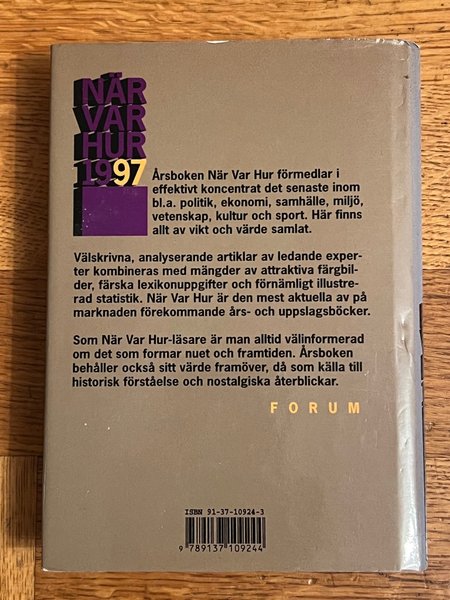 NÄR
VAR
HUR
1997
Årsboken När Var Hur förmedlar i
effektivt koncentrat det senaste inom
bl.a. politik, ekonomi, samhälle, miljö,
vetenskap, kultur och sport. Här finns
allt av vikt och värde samlat.
Välskrivna, analyserande artiklar av ledande exper-
ter kombineras med mängder av attraktiva färgbil-
der, färska lexikonuppgifter och förnämligt illustre-
rad statistik. När Var Hur är den mest aktuella av på
marknaden förekommande års- och uppslagsböcker.
Som När Var Hur-läsare är man alltid välinformerad
om det som formar nuet och framtiden. Årsboken
behåller också sitt värde framöver, då som källa till
historisk förståelse och nostalgiska återblickar.
FORUM
ISBN 91-37-10924-3
9 789137 109244